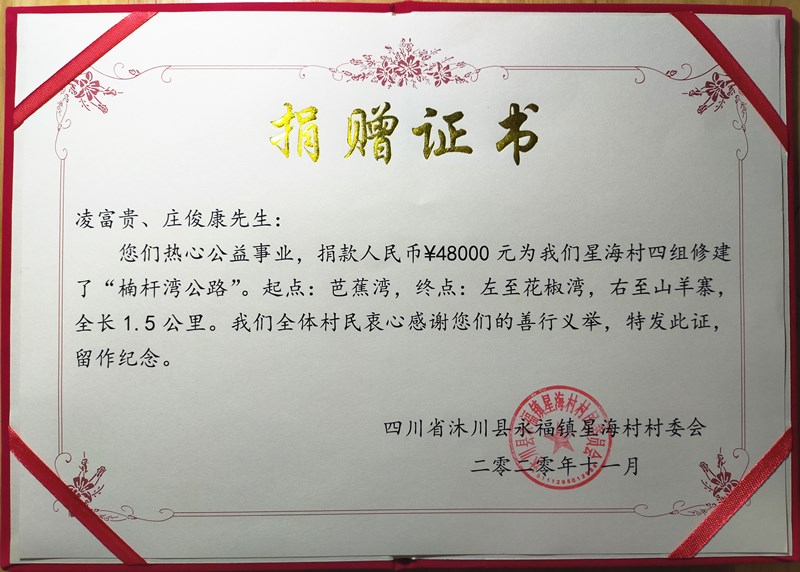 捐赠证书
凌富贵、庄俊康先生：
您们热心公益事业，捐款人民币¥48000 元为我们星海村四组修建
了“楠杆湾公路”。起点：芭蕉湾，终点：左至花椒湾，右至山羊寨，
全长 1.5 公里。我们全体村民衷心感谢您们的善行义举，特发此证，
留作纪念。
四川省沐川县永福镇星海村村委会
二零二零年十一月